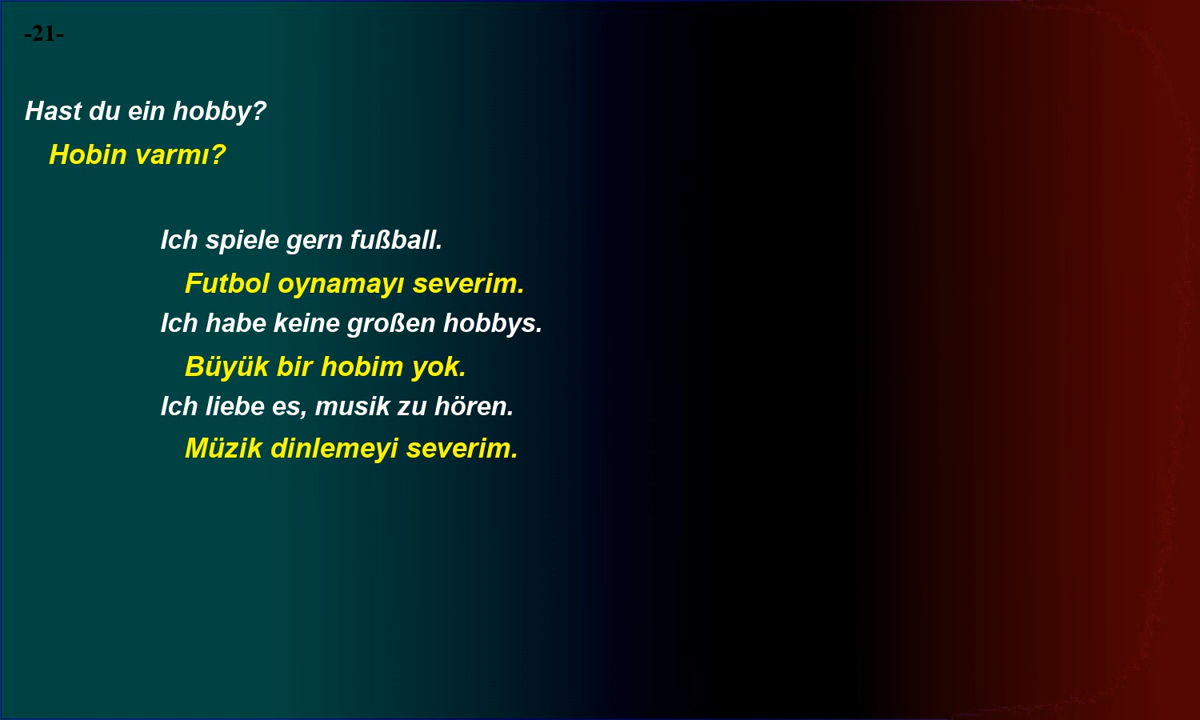 -21-
Hast du ein hobby?
Hobin varmı?
Ich spiele gern fußball.
Futbol oynamayı severim.
Ich habe keine großen hobbys.
Büyük bir hobim yok.
Ich liebe es, musik zu hören.
Müzik dinlemeyi severim.